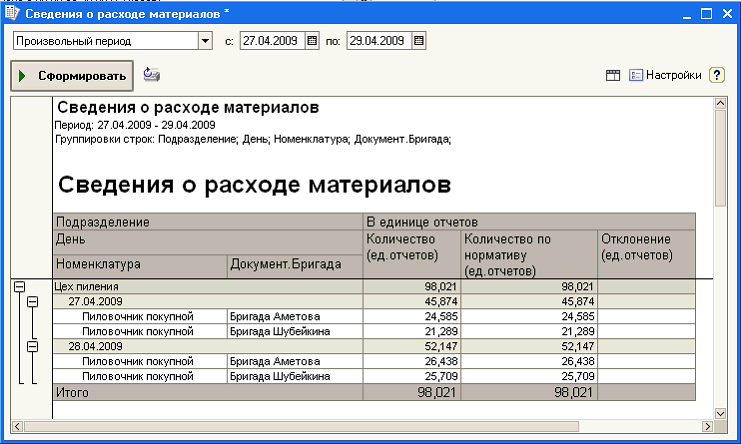 Сведения о расходе материалов *
Произвольный период с: 27.04.2009 по: 29.04.2009
Сформировать Настройки ?
Сведения о расходе материалов
Период: 27.04.2009 - 29.04.2009
Группировки строк: Подразделение; День; Номенклатура; Документ.Бригада;
Сведения о расходе материалов
Подразделение В единице отчетов
День Количество Количество по Отклонение
(ед.отчетов) нормативу (ед.отчетов)
Номенклатура Документ.Бригада (ед.отчетов)
Цех пиления 98,021 98,021
27.04.2009 45,874 45,874
Пиловочник покупной Бригада Аметова 24,585 24,585
Пиловочник покупной Бригада Шубейкина 21,289 21,289
28.04.2009 52,147 52,147
Пиловочник покупной Бригада Аметова 26,438 26,438
Пиловочник покупной Бригада Шубейкина 25,709 25,709
Итого 98,021 98,021